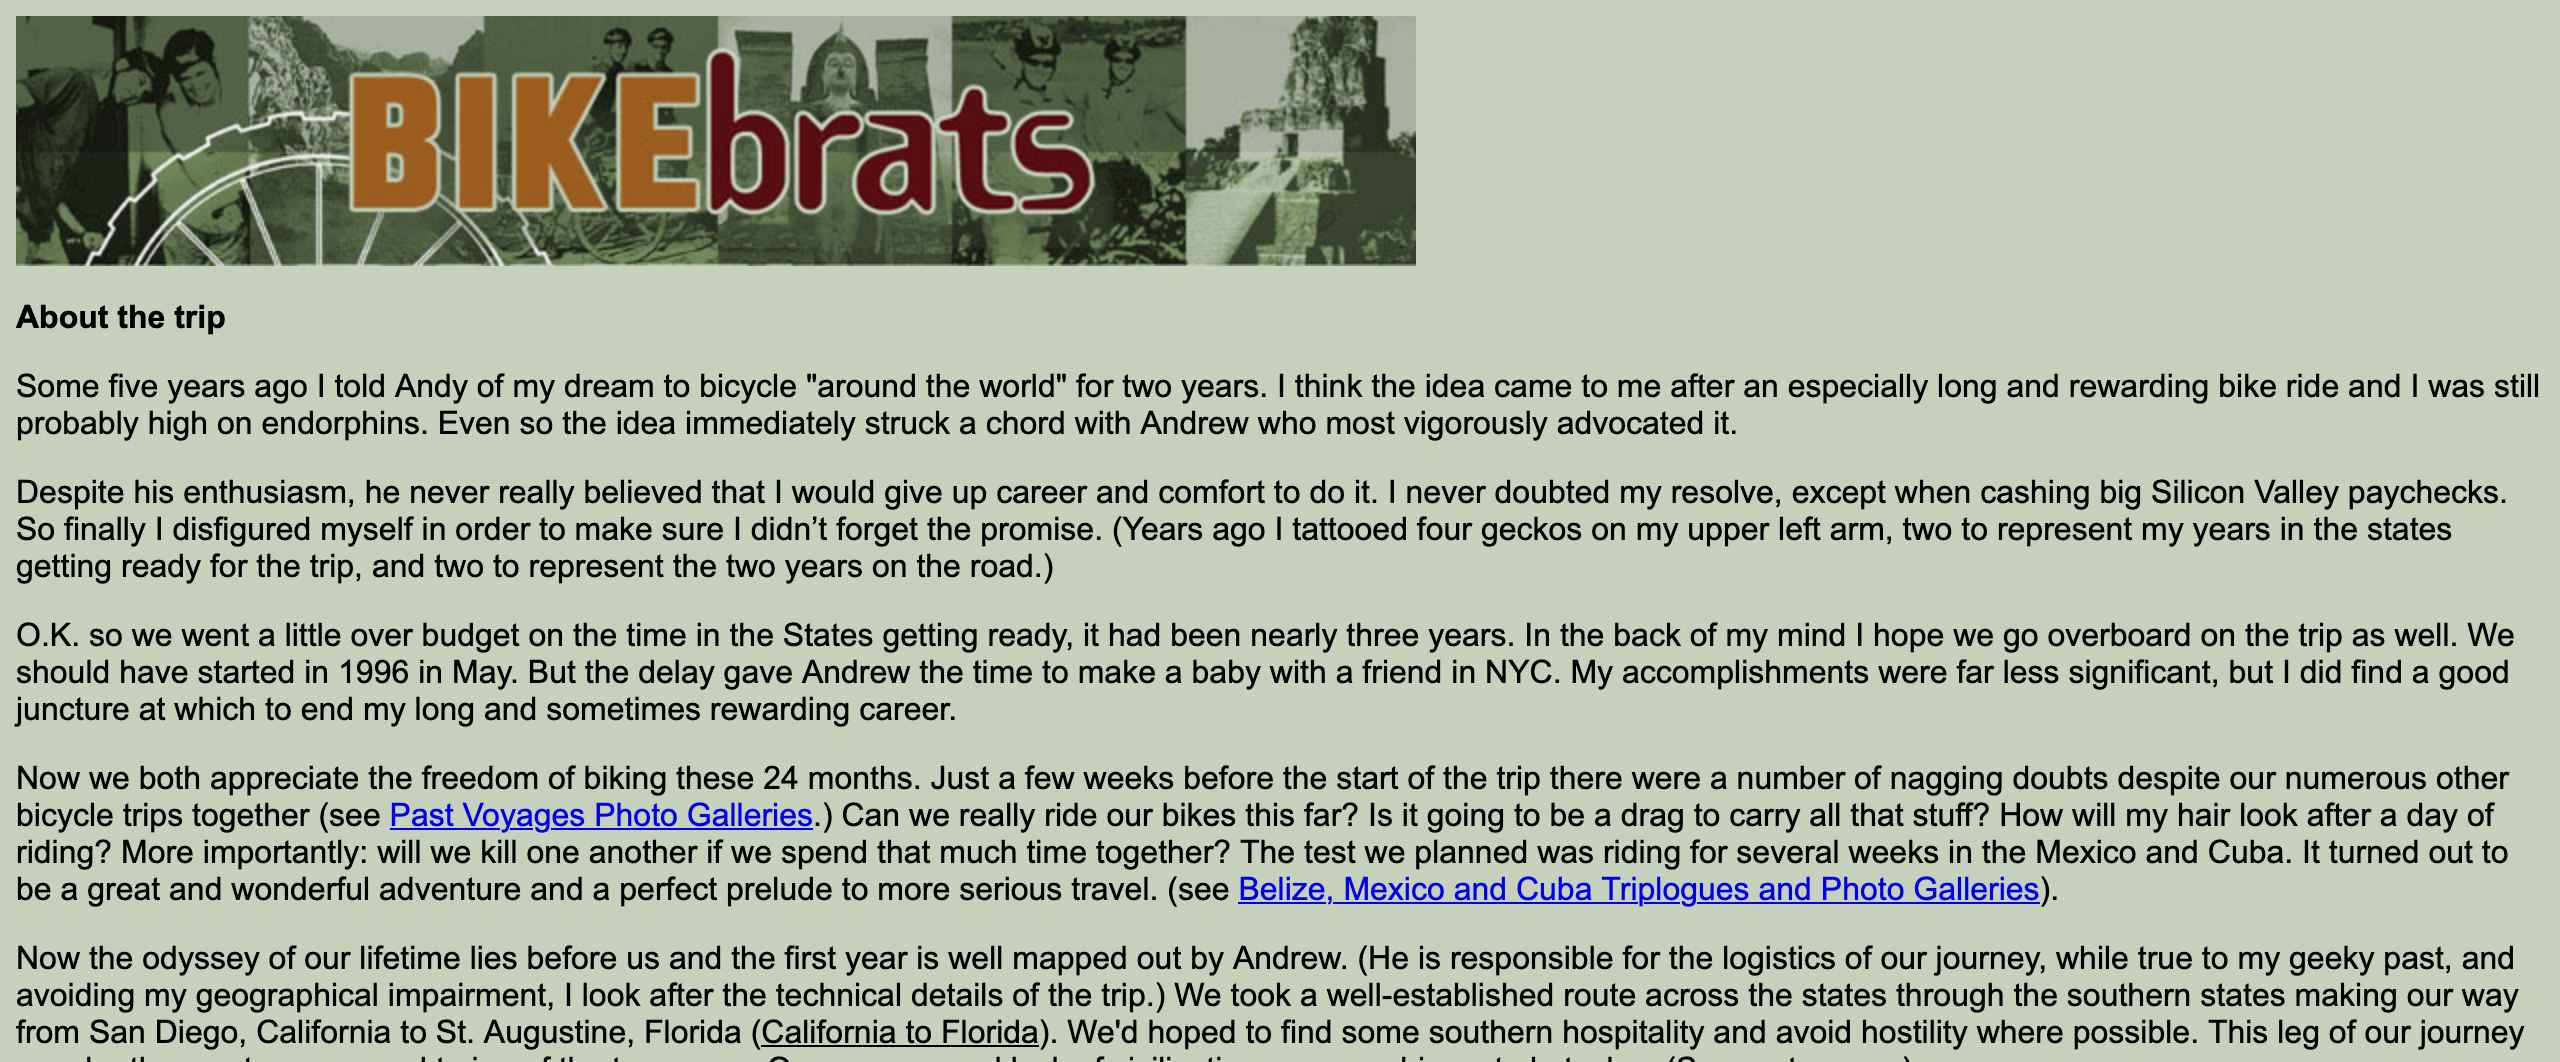 BIKEbrats
About the trip
Some five years ago I told Andy of my dream to bicycle "around the world" for two years. I think the idea came to me after an especially long and rewarding bike ride and I was still
probably high on endorphins. Even so the idea immediately struck a chord with Andrew who most vigorously advocated it.
Despite his enthusiasm, he never really believed that I would give up career and comfort to do it. I never doubted my resolve, except when cashing big Silicon Valley paychecks.
So finally I disfigured myself in order to make sure I didn’t forget the promise. (Years ago I tattooed four geckos on my upper left arm, two to represent my years in the states
getting ready for the trip, and two to represent the two years on the road.)
O.K. so we went a little over budget on the time in the States getting ready, it had been nearly three years. In the back of my mind I hope we go overboard on the trip as well. We
should have started in 1996 in May. But the delay gave Andrew the time to make a baby with a friend in NYC. My accomplishments were far less significant, but I did find a good
juncture at which to end my long and sometimes rewarding career.
Now we both appreciate the freedom of biking these 24 months. Just a few weeks before the start of the trip there were a number of nagging doubts despite our numerous other
bicycle trips together (see Past Voyages Photo Galleries.) Can we really ride our bikes this far? Is it going to be a drag to carry all that stuff? How will my hair look after a day of
riding? More importantly: will we kill one another if we spend that much time together? The test we planned was riding for several weeks in the Mexico and Cuba. It turned out to
be a great and wonderful adventure and a perfect prelude to more serious travel. (see Belize, Mexico and Cuba Triplogues and Photo Galleries).
Now the odyssey of our lifetime lies before us and the first year is well mapped out by Andrew. (He is responsible for the logistics of our journey, while true to my geeky past, and
avoiding my geographical impairment, I look after the technical details of the trip.) We took a well-established route across the states through the southern states making our way
from San Diego, California to St. Augustine, Florida (California to Florida). We'd hoped to find some southern hospitality and avoid hostility where possible. This leg of our journey